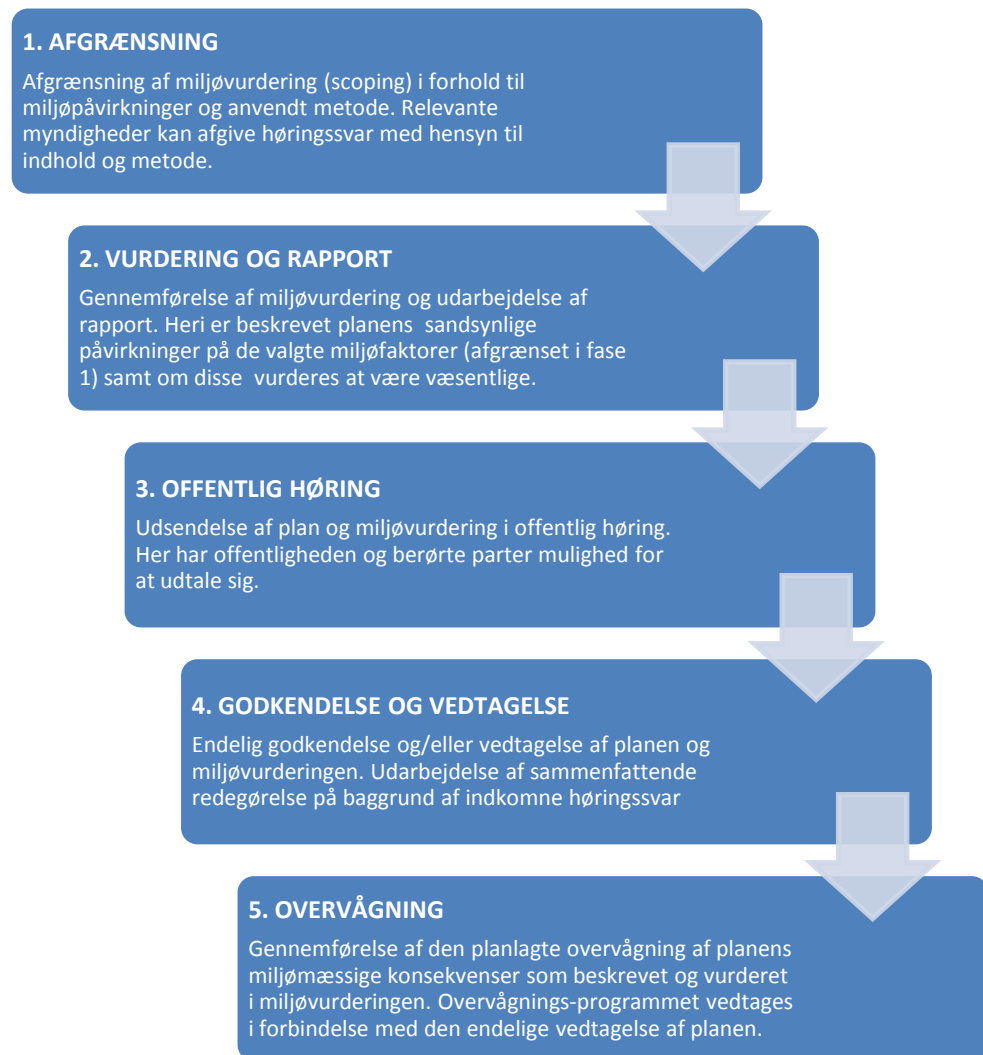 1. AFGRÆNSNING
Afgrænsning af miljøvurdering (scoping) i forhold til
miljøpåvirkninger og anvendt metode. Relevante
myndigheder kan afgive høringssvar med hensyn til
indhold og metode.
2. VURDERING OG RAPPORT
Gennemførelse af miljøvurdering og udarbejdelse af
rapport. Heri er beskrevet planens sandsynlige
påvirkninger på de valgte miljøfaktorer (afgrænset i fase
1) samt om disse vurderes at være væsentlige.
3. OFFENTLIG HØRING
Udsendelse af plan og miljøvurdering i offentlig høring.
Her har offentligheden og berørte parter mulighed for
at udtale sig.
4. GODKENDELSE OG VEDTAGELSE
Endelig godkendelse og/eller vedtagelse af planen og
miljøvurderingen. Udarbejdelse af sammenfattende
redegørelse på baggrund af indkomne høringssvar
5. OVERVÅGNING
Gennemførelse af den planlagte overvågning af planens
miljømæssige konsekvenser som beskrevet og vurderet
i miljøvurderingen. Overvågnings-programmet vedtages
i forbindelse med den endelige vedtagelse af planen.